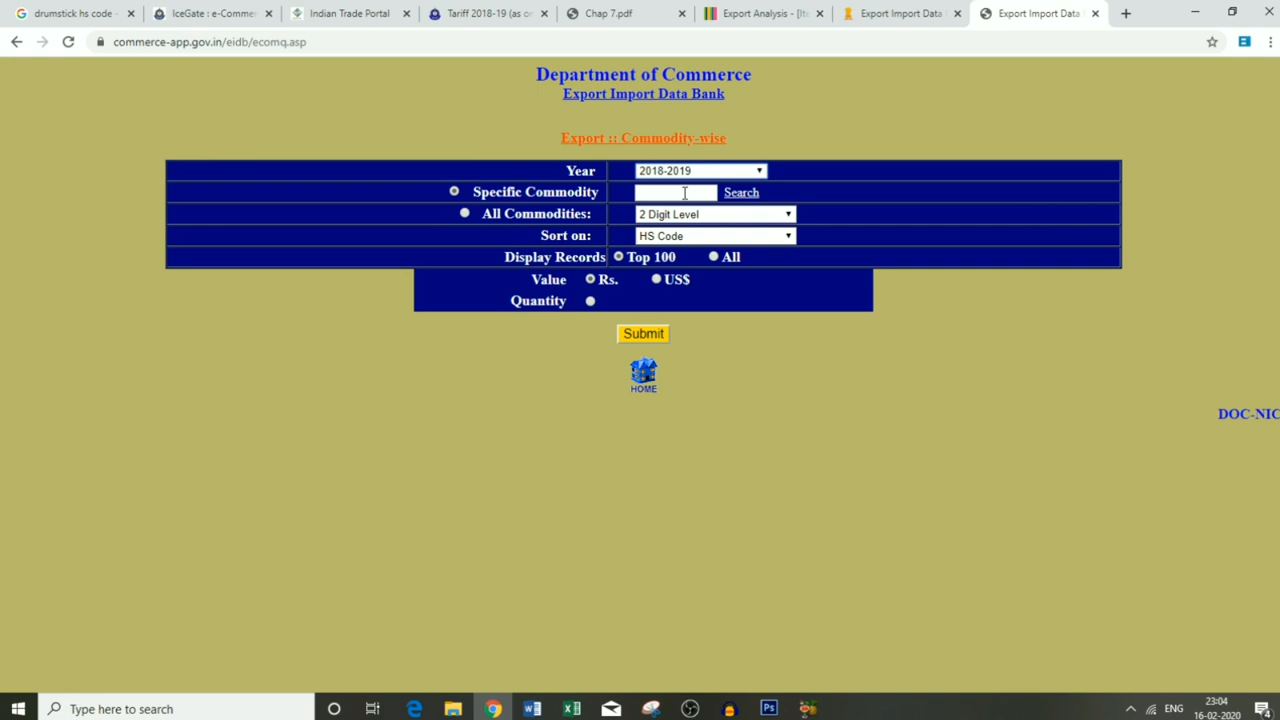 drumstick hs code -
IceGate : e-Comme
Indian Trade Portal
Tariff 2018-19 (as o
Chap 7.pdf
Export Analysis - [It
Export Import Data
Export Import Data
commerce-app.gov.in/eidb/ecomq.asp
Department of Commerce
Export Import Data Bank
Export :: Commodity-wise
Year 2018-2019
Specific Commodity Search
All Commodities: 2 Digit Level
Sort on: HS Code
Display Records Top 100 All
Value Rs. US$
Quantity
Submit
HOME
DOC-NIC
Type here to search
W
X
Ps
ENG
23:04
16-02-2020
4